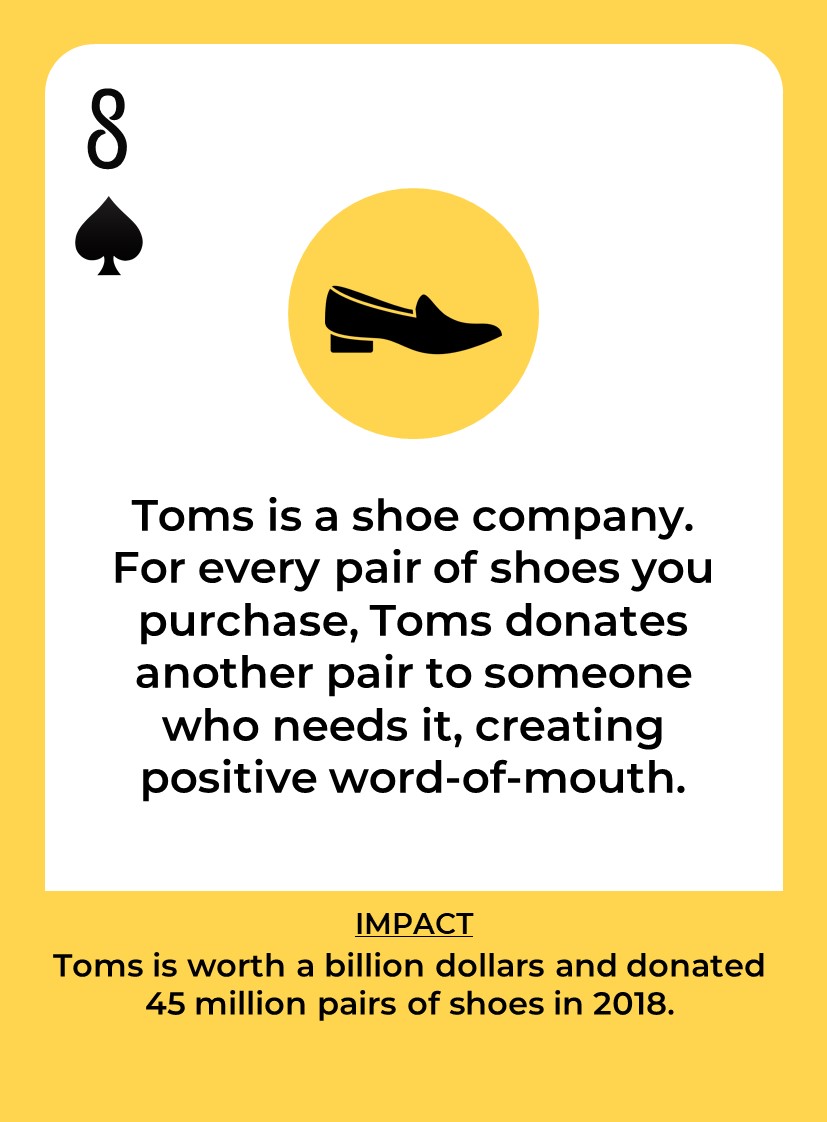 8
Toms is a shoe company.
For every pair of shoes you
purchase, Toms donates
another pair to someone
who needs it, creating
positive word-of-mouth.
IMPACT
Toms is worth a billion dollars and donated
45 million pairs of shoes in 2018.